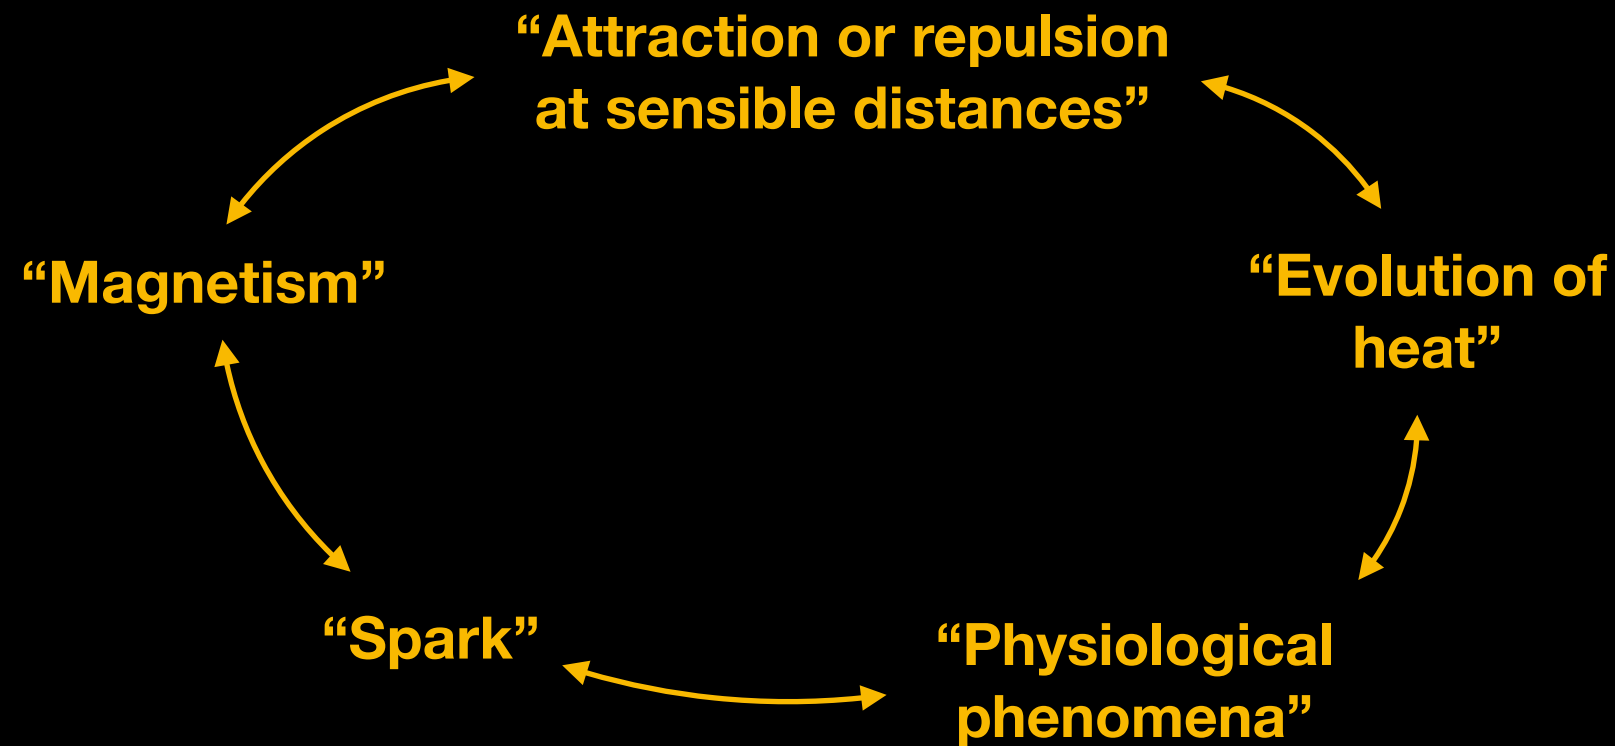 “Attraction or repulsion
at sensible distances”
“Magnetism”
“Evolution of
heat”
“Spark”
“Physiological
phenomena”